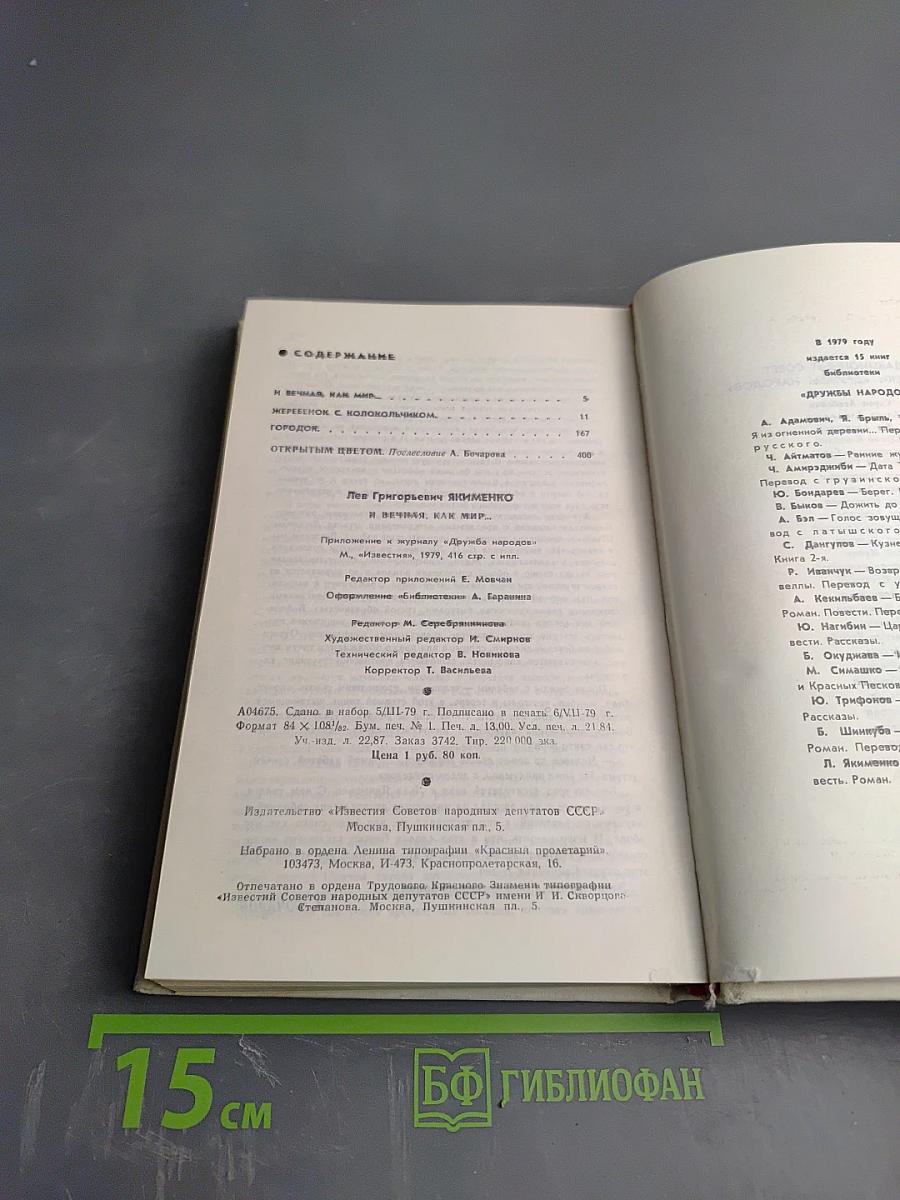 СОДЕРЖАНИЕ
И ВЕЧНАЯ, КАК МИР... 5
ЖЕРЕБЕНОК С КОЛОКОЛЬЧИКОМ. 11
ГОРОДОК. 167
ОТКРЫТЫМ ЦВЕТОМ. Послесловие А. Бочарова 400
Лев Григорьевич ЯКИМЕНКО
И ВЕЧНАЯ, КАК МИР...
Приложение к журналу «Дружба народов»
М., «Известия», 1979, 416 стр. с илл.
Редактор приложений Е. Мовчан
Оформление «Библиотеки» А. Гаранина
Редактор М. Серебрянникова
Художественный редактор И. Смирнов
Технический редактор В. Новикова
Корректор Т. Васильева
А04675. Сдано в набор 5/III-79 г. Подписано в печать 6/VII-79 г.
Формат 84 × 108 1/32. Бум. печ. № 1. Печ. л. 13,00. Усл. печ. л. 21,84.
Уч.-изд. л. 22,87. Заказ 3742. Тир. 220 000 экз.
Цена 1 руб. 80 коп.
Издательство «Известия Советов народных депутатов СССР»
Москва, Пушкинская пл., 5.
Набрано в ордена Ленина типографии «Красный пролетарий».
103473, Москва, И-473, Краснопролетарская, 16.
Отпечатано в ордена Трудового Красного Знамени типографии
«Известий Советов народных депутатов СССР» имени И. И. Скворцова-
Степанова. Москва, Пушкинская пл., 5.
В 1979 году
издается 15 книг
Библиотеки
«ДРУЖБЫ НАРОДО
А. Адамович, Я. Брыль,
Я из огненной деревни... Пер
русского.
Ч. Айтматов — Ранние жу
Ч. Амирэджиби — Дата
Перевод с грузинско
Ю. Бондарев — Берег.
В. Быков — Дожить до
А. Бэл — Голос зовущ
вод с латышского
С. Дангулов — Кузне
Книга 2-я.
Р. Иванчук — Возвр
веллы. Перевод с у
А. Кекильбаев — Б
Роман. Повести. Пере
Ю. Нагибин — Цар
вести. Рассказы.
Б. Окуджава —
М. Симашко —
и Красных Песков
Ю. Трифонов —
Рассказы.
Б. Шинкуба —
Роман. Перевод
Л. Якименко
весть. Роман.
15 см
БФ ГИБЛИОФАН